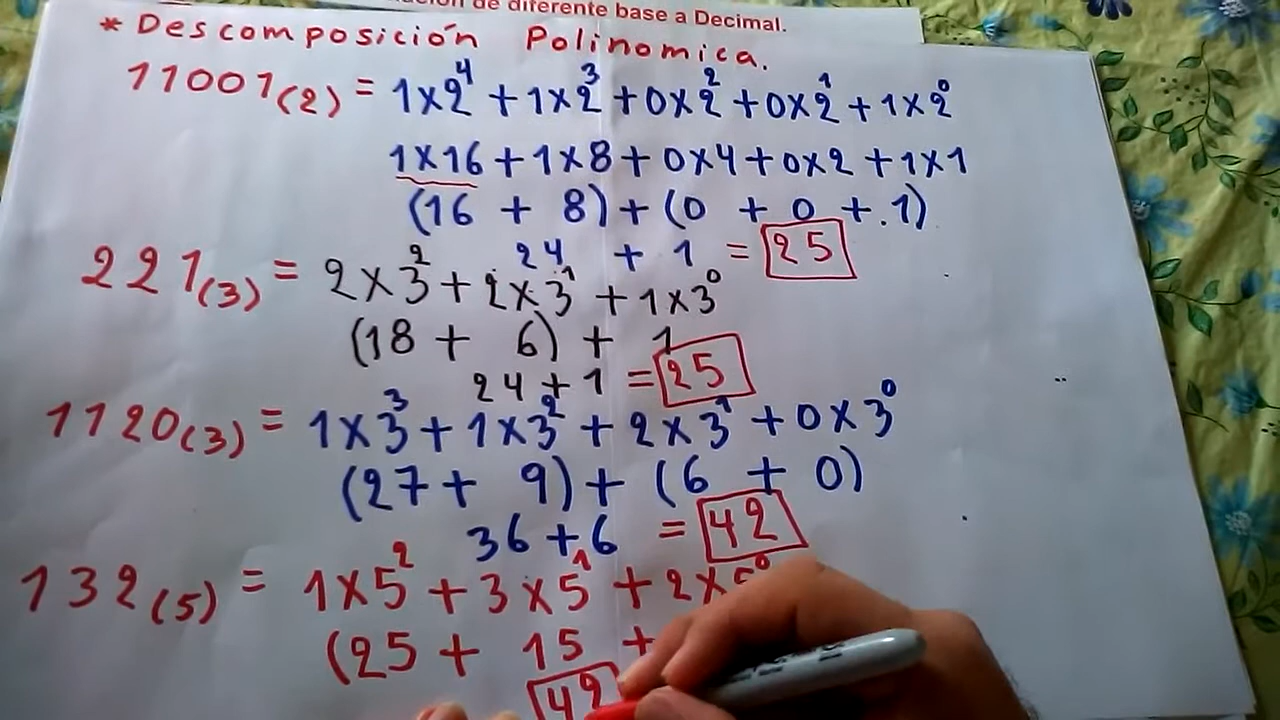 de diferente base a Decimal.
* Descomposición Polinomica.
11001(2) = 1x2⁴ + 1x2³ + 0x2² + 0x2¹ + 1x2⁰
1x16 + 1x8 + 0x4 + 0x2 + 1x1
(16 + 8) + (0 + 0 + 1)
24 + 1 = 25
221(3) = 2x3² + 2x3¹ + 1x3⁰
(18 + 6) + 1
24 + 1 = 25
1120(3) = 1x3³ + 1x3² + 2x3¹ + 0x3⁰
(27 + 9) + (6 + 0)
36 + 6 = 42
132(5) = 1x5² + 3x5¹ + 2x5⁰
(25 + 15 +
42